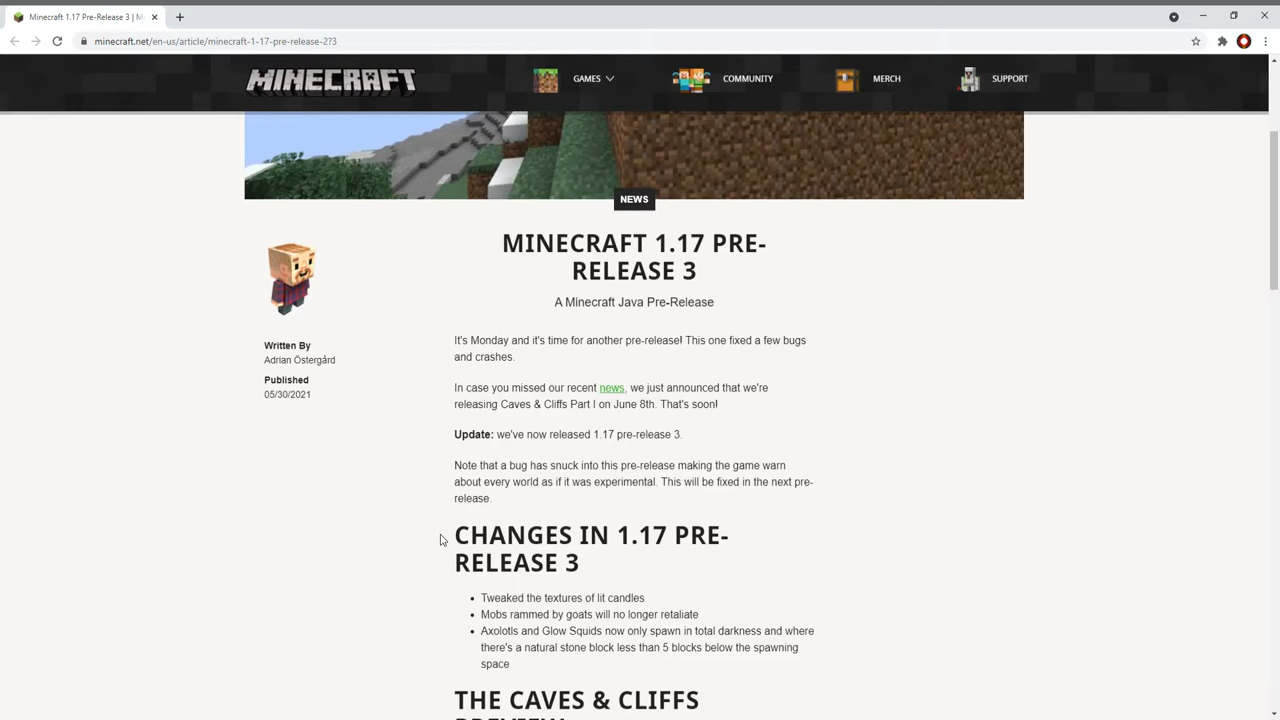 Minecraft 1.17 Pre-Release 3 | M
minecraft.net/en-us/article/minecraft-1-17-pre-release-2?3
MINECRAFT
GAMES
COMMUNITY
MERCH
SUPPORT
NEWS
MINECRAFT 1.17 PRE-
RELEASE 3
A Minecraft Java Pre-Release
Written By
Adrian Östergård
Published
05/30/2021
It's Monday and it's time for another pre-release! This one fixed a few bugs
and crashes.
In case you missed our recent news, we just announced that we're
releasing Caves & Cliffs Part I on June 8th. That's soon!
Update: we've now released 1.17 pre-release 3.
Note that a bug has snuck into this pre-release making the game warn
about every world as if it was experimental. This will be fixed in the next pre-
release.
CHANGES IN 1.17 PRE-
RELEASE 3
• Tweaked the textures of lit candles
• Mobs rammed by goats will no longer retaliate
• Axolotls and Glow Squids now only spawn in total darkness and where
there's a natural stone block less than 5 blocks below the spawning
space
THE CAVES & CLIFFS
PREVIEW